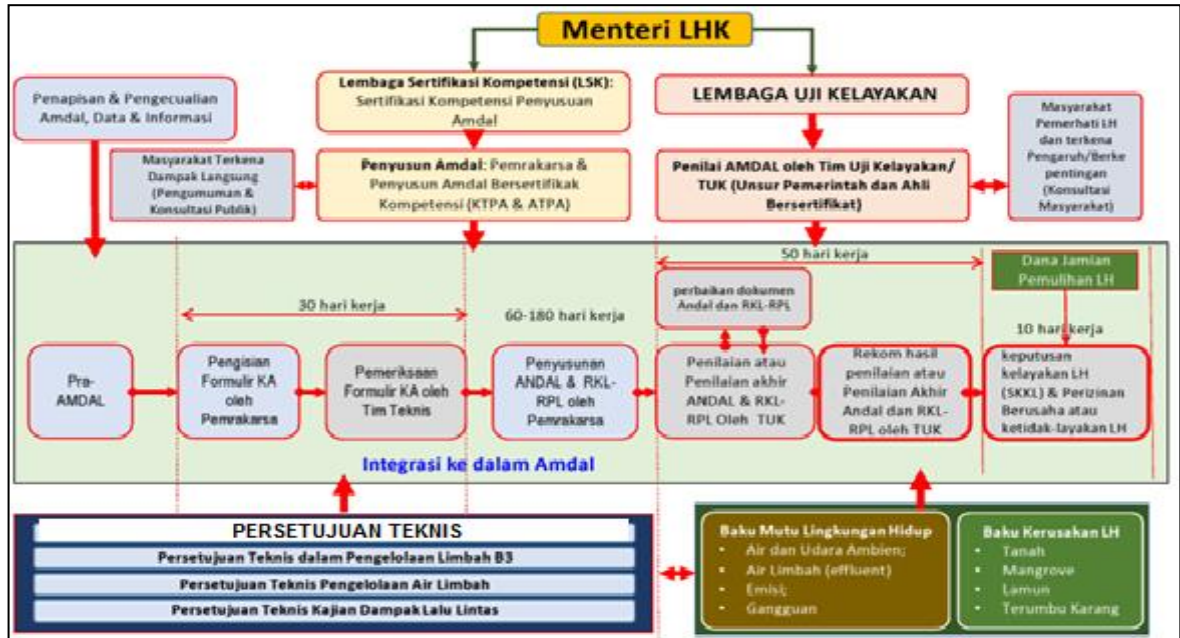 Menteri LHK
Penapisan & Pengecualian
Amdal, Data & Informasi
Lembaga Sertifikasi Kompetensi (LSK):
Sertifikasi Kompetensi Penyusuan
Amdal
LEMBAGA UJI KELAYAKAN
Masyarakat
Pemerhati LH
dan terkena
Pengaruh/Berke
pentingan
(Konsultasi
Masyarakat)
Masyarakat Terkena
Dampak Langsung
(Pengumuman &
Konsultasi Publik)
Penyusun Amdal: Pemrakarsa &
Penyusun Amdal Bersertifikak
Kompetensi (KTPA & ATPA)
Penilai AMDAL oleh Tim Uji Kelayakan/
TUK (Unsur Pemerintah dan Ahli
Bersertifikat)
50 hari kerja
Dana Jamian
Pemulihan LH
perbaikan dokumen
Andal dan RKL-RPL
30 hari kerja
60-180 hari kerja
10 hari kerja
Pra-
AMDAL
Pengisian
Formulir KA
oleh
Pemrakarsa
Pemeriksaan
Formulir KA oleh
Tim Teknis
Penyusunan
ANDAL & RKL-
RPL oleh
Pemrakarsa
Penilaian atau
Penilaian akhir
ANDAL & RKL-
RPL Oleh TUK
Rekom hasil
penilaian atau
Penilaian Akhir
Andal dan RKL-
RPL oleh TUK
keputusan
kelayakan LH
(SKKL) & Perizinan
Berusaha atau
ketidak-layakan LH
Integrasi ke dalam Amdal
PERSETUJUAN TEKNIS
Persetujuan Teknis dalam Pengelolaan Limbah B3
Persetujuan Teknis Pengelolaan Air Limbah
Persetujuan Teknis Kajian Dampak Lalu Lintas
Baku Mutu Lingkungan Hidup
• Air dan Udara Ambien;
• Air Limbah (effluent)
• Emisi;
• Gangguan
Baku Kerusakan LH
• Tanah
• Mangrove
• Lamun
• Terumbu Karang